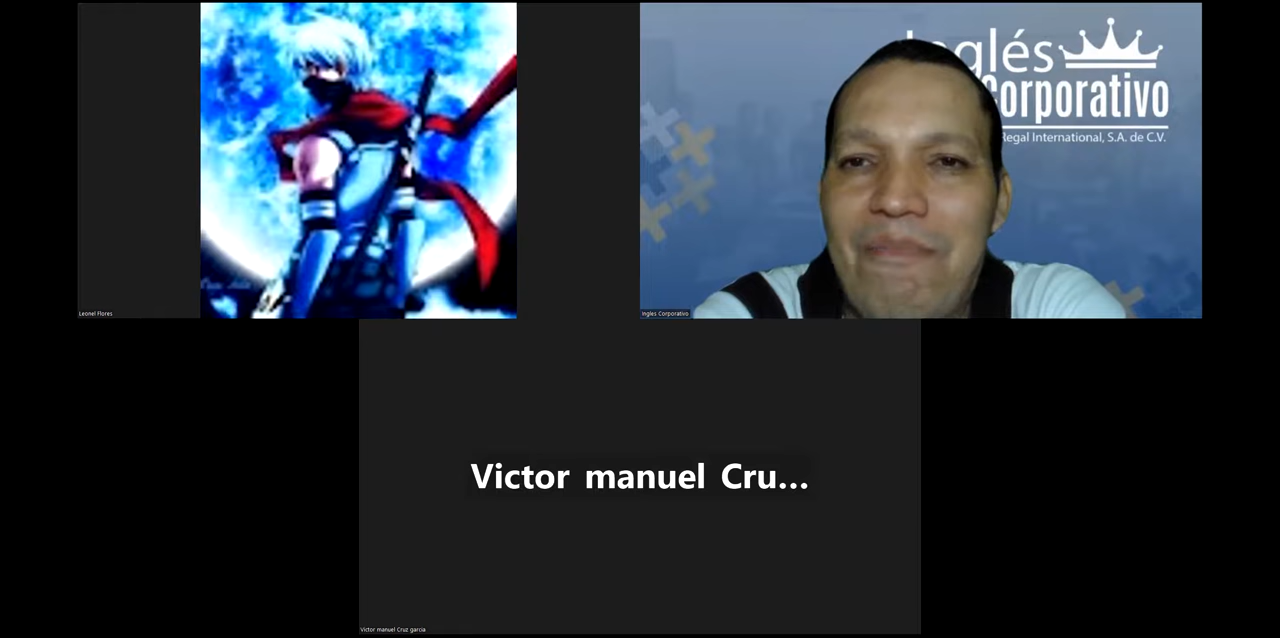 Leonel Flores
Inglés
Corporativo
Regal International, S.A. de C.V.
Ingles Corporativo
Victor manuel Cru...
Victor manuel Cruz garcia